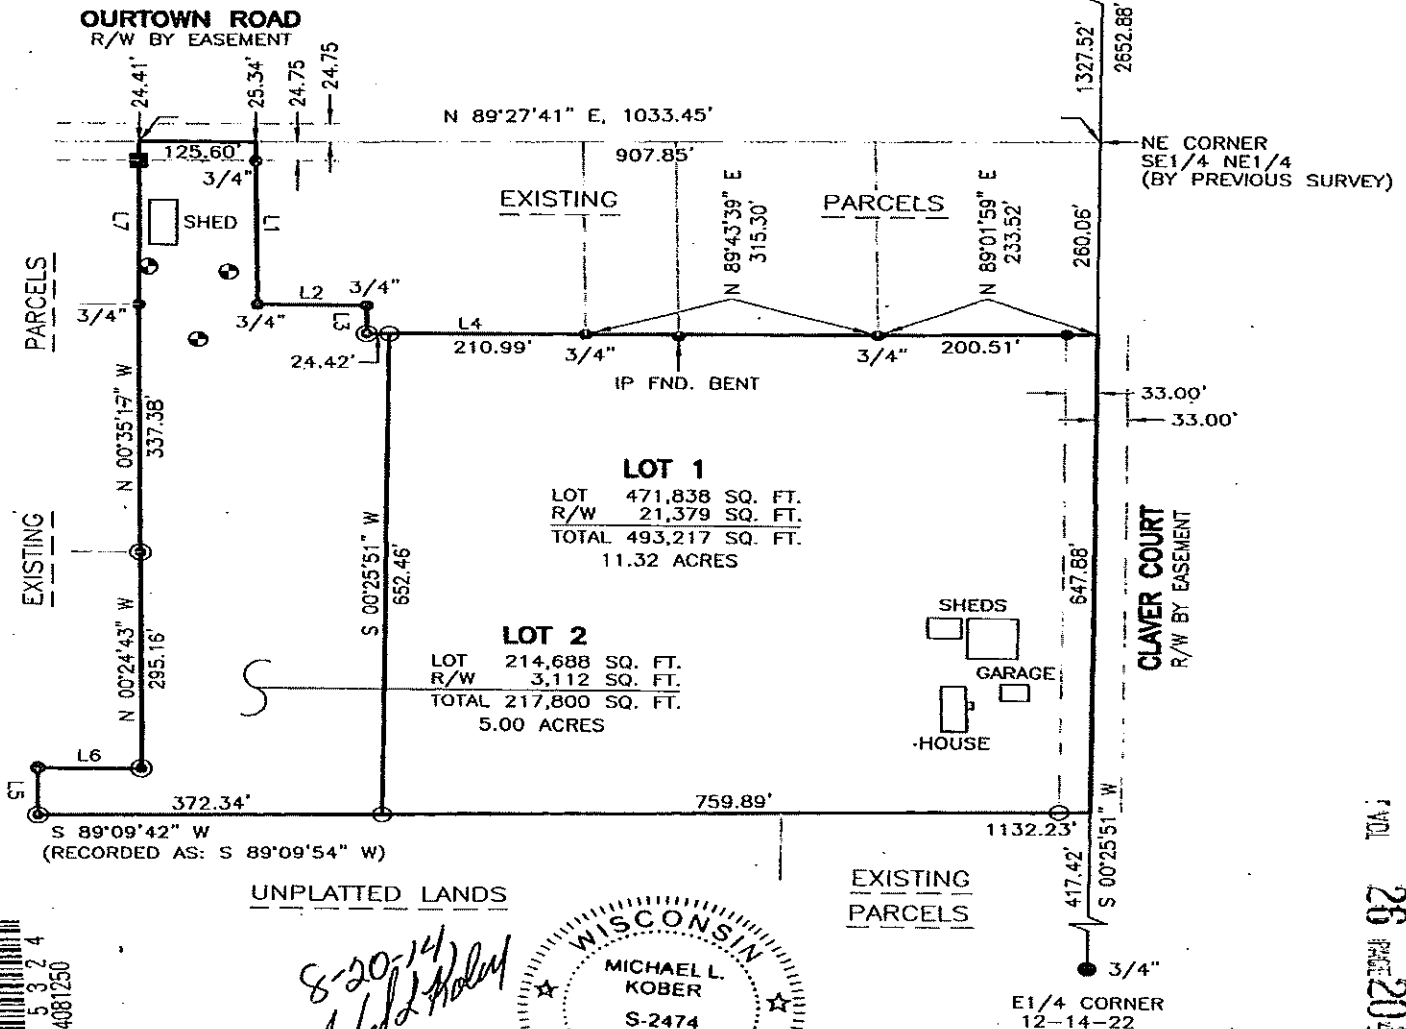 OURTOWN ROAD
R/W BY EASEMENT
24.41'
25.34'
24.75
24.75
N 89°27'41" E, 1033.45'
1327.52'
2652.88'
125.60'
907.85'
NE CORNER
SE1/4 NE1/4
(BY PREVIOUS SURVEY)
3/4"
EXISTING
PARCELS
N 89°43'39" E
315.30'
N 89°01'59" E
233.52'
260.06'
L7
SHED
L1
PARCELS
3/4"
L2
3/4"
3/4"
L3
L4
24.42'
210.99'
3/4"
3/4"
200.51'
IP FND. BENT
33.00'
33.00'
N 00°35'17" W
337.38'
LOT 1
LOT 471,838 SQ. FT.
R/W 21,379 SQ. FT.
TOTAL 493,217 SQ. FT.
11.32 ACRES
EXISTING
S 00°25'51" W
652.46'
647.88'
CLAVER COURT
R/W BY EASEMENT
SHEDS
GARAGE
HOUSE
LOT 2
LOT 214,688 SQ. FT.
R/W 3,112 SQ. FT.
TOTAL 217,800 SQ. FT.
5.00 ACRES
N 00°24'43" W
295.16'
L6
L5
372.34'
759.89'
1132.23'
S 89°09'42" W
(RECORDED AS: S 89°09'54" W)
417.42'
S 00°25'51" W
UNPLATTED LANDS
EXISTING
PARCELS
8-20-14
WISCONSIN
MICHAEL L.
KOBER
S-2474
3/4"
E1/4 CORNER
12-14-22
5 3 2 4
4081250
26